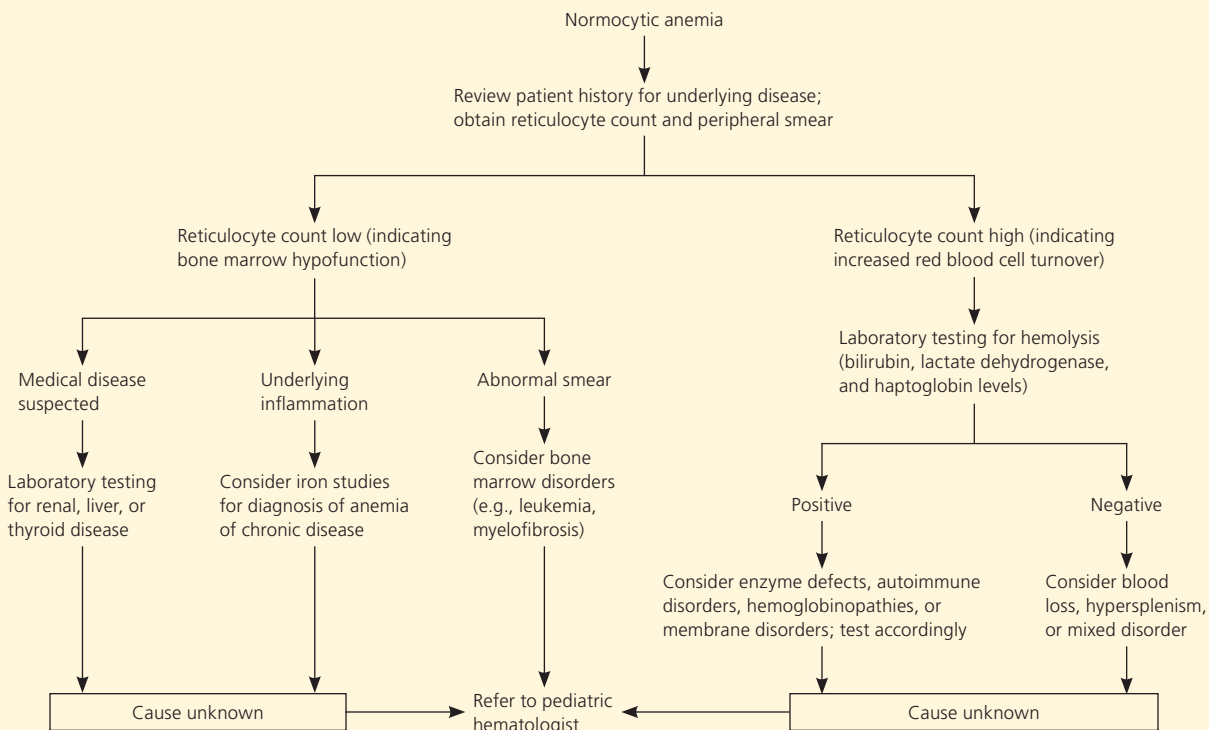 Normocytic anemia
Review patient history for underlying disease;
obtain reticulocyte count and peripheral smear
Reticulocyte count low (indicating
bone marrow hypofunction)
Reticulocyte count high (indicating
increased red blood cell turnover)
Laboratory testing for hemolysis
(bilirubin, lactate dehydrogenase,
and haptoglobin levels)
Medical disease
suspected
Underlying
inflammation
Abnormal smear
Laboratory testing
for renal, liver, or
thyroid disease
Consider iron studies
for diagnosis of anemia
of chronic disease
Consider bone
marrow disorders
(e.g., leukemia,
myelofibrosis)
Positive
Negative
Consider enzyme defects, autoimmune
disorders, hemoglobinopathies, or
membrane disorders; test accordingly
Consider blood
loss, hypersplenism,
or mixed disorder
Cause unknown
Refer to pediatric
hematologist
Cause unknown